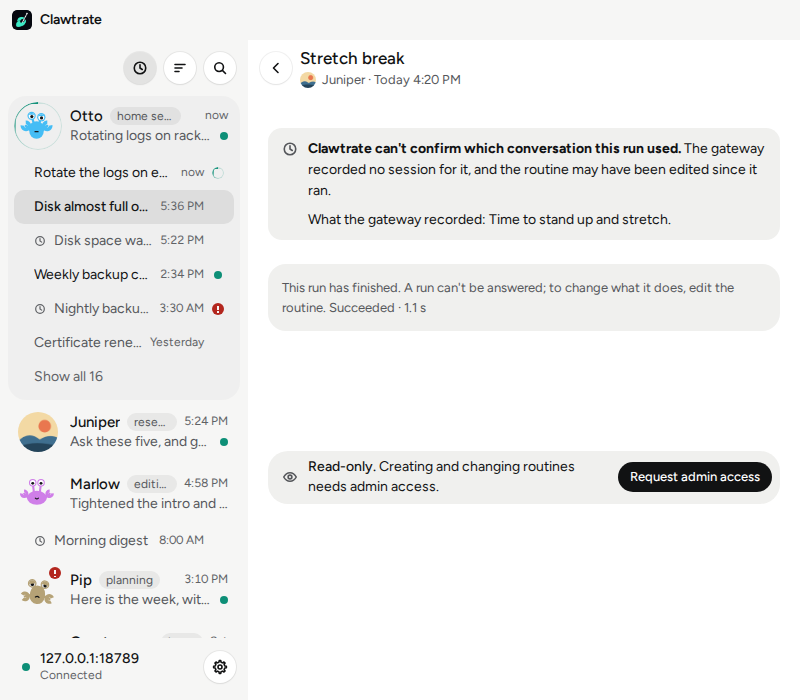 Clawtrate
Otto home se... now
Rotating logs on rack...
Rotate the logs on e... now
Disk almost full o... 5:36 PM
Disk space wa... 5:22 PM
Weekly backup c... 2:34 PM
Nightly backu... 3:30 AM
Certificate rene... Yesterday
Show all 16
Juniper rese... 5:24 PM
Ask these five, and g...
Marlow editi... 4:58 PM
Tightened the intro and ...
Morning digest 8:00 AM
Pip planning 3:10 PM
Here is the week, wit...
127.0.0.1:18789
Connected
Stretch break
Juniper · Today 4:20 PM
Clawtrate can't confirm which conversation this run used. The gateway
recorded no session for it, and the routine may have been edited since it
ran.
What the gateway recorded: Time to stand up and stretch.
This run has finished. A run can't be answered; to change what it does, edit the
routine. Succeeded · 1.1 s
Read-only. Creating and changing routines
needs admin access.
Request admin access